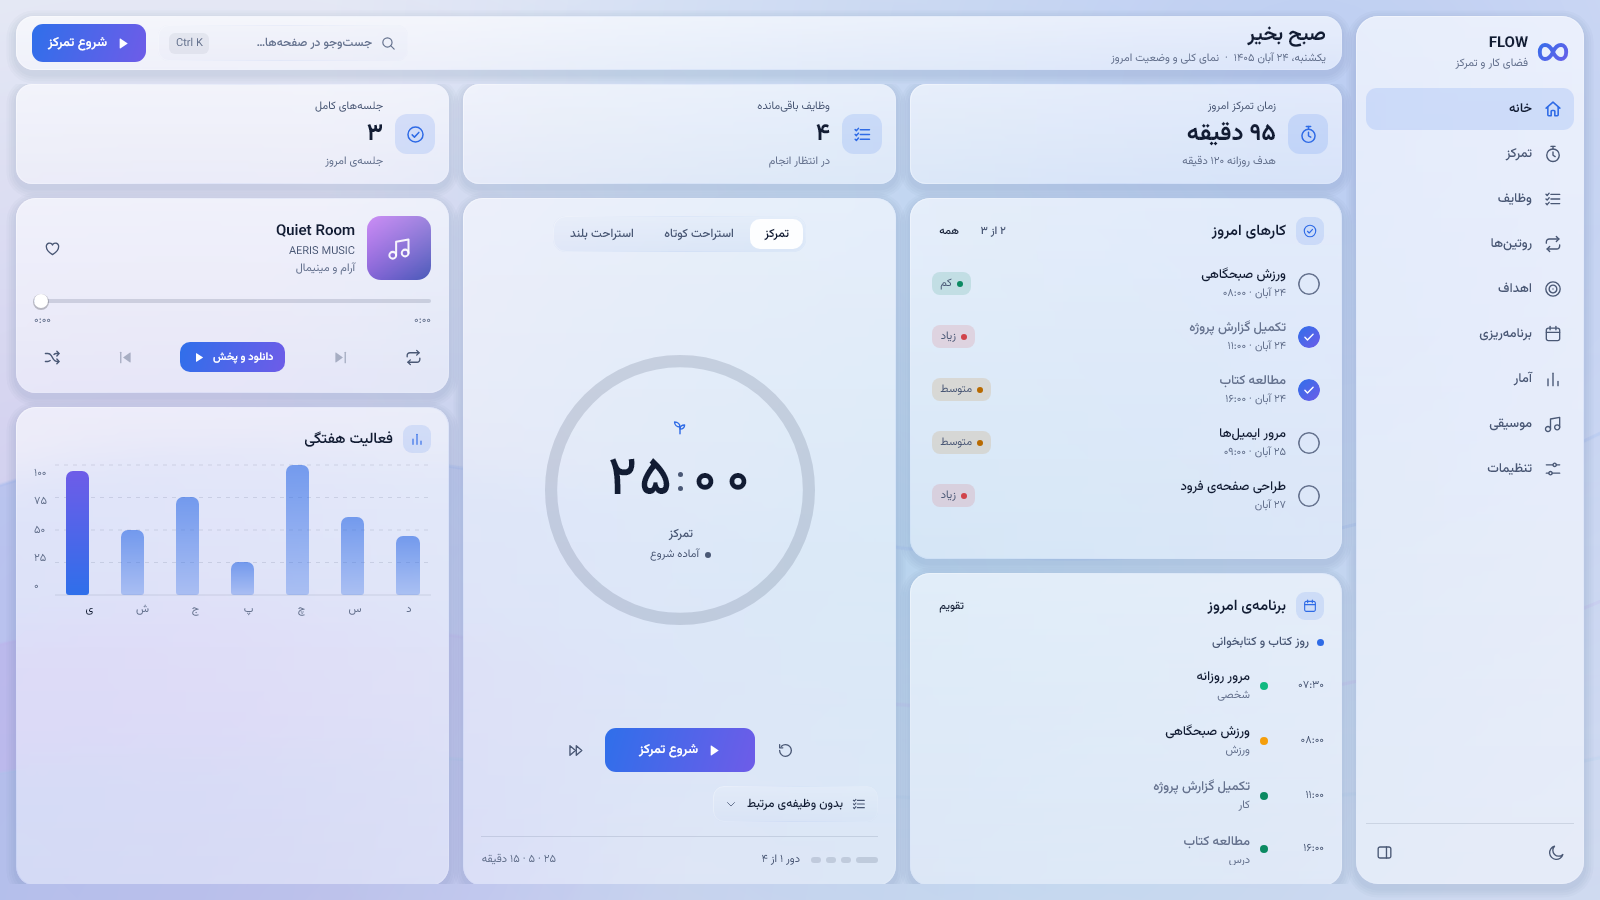 FLOW
فضای کار و تمرکز
خانه
تمرکز
وظایف
روتین‌ها
اهداف
برنامه‌ریزی
آمار
موسیقی
تنظیمات
صبح بخیر
یکشنبه، ۲۴ آبان ۱۴۰۵ · نمای کلی و وضعیت امروز
جست‌وجو در صفحه‌ها...
Ctrl K
شروع تمرکز
زمان تمرکز امروز
۹۵ دقیقه
هدف روزانه ۱۲۰ دقیقه
وظایف باقی‌مانده
۴
در انتظار انجام
جلسه‌های کامل
۳
جلسه‌ی امروز
کارهای امروز
۲ از ۳
همه
ورزش صبحگاهی
۲۴ آبان · ۰۸:۰۰
کم
تکمیل گزارش پروژه
۲۴ آبان · ۱۱:۰۰
زیاد
مطالعه کتاب
۲۴ آبان · ۱۶:۰۰
متوسط
مرور ایمیل‌ها
۲۵ آبان · ۰۹:۰۰
متوسط
طراحی صفحه‌ی فرود
۲۷ آبان
زیاد
برنامه‌ی امروز
تقویم
روز کتاب و کتابخوانی
۰۷:۳۰
مرور روزانه
شخصی
۰۸:۰۰
ورزش صبحگاهی
ورزش
۱۱:۰۰
تکمیل گزارش پروژه
کار
۱۶:۰۰
مطالعه کتاب
درس
تمرکز
استراحت کوتاه
استراحت بلند
۲۵:۰۰
تمرکز
آماده شروع
شروع تمرکز
بدون وظیفه‌ی مرتبط
دور ۱ از ۴
۲۵ · ۵ · ۱۵ دقیقه
Quiet Room
AERIS MUSIC
آرام و مینیمال
۰:۰۰
۰:۰۰
دانلود و پخش
فعالیت هفتگی
۱۰۰
۷۵
۵۰
۲۵
۰
د
س
چ
پ
ج
ش
ی